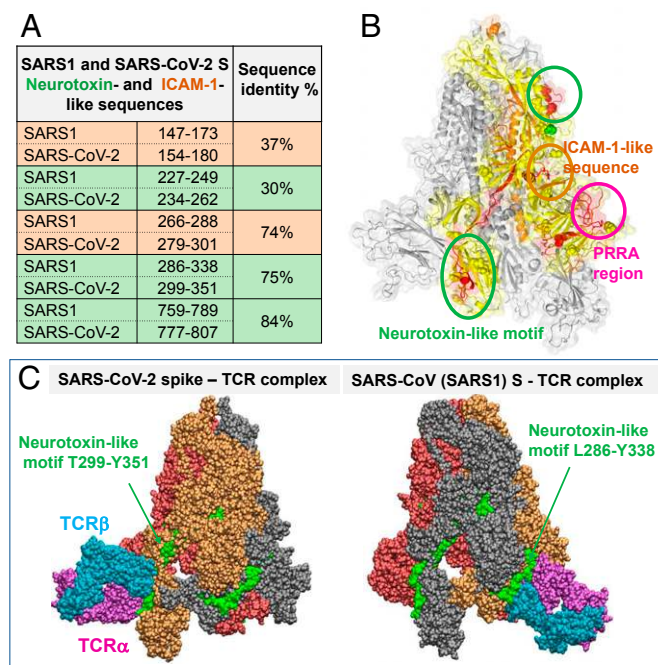 A
SARS1 and SARS-CoV-2 S
Neurotoxin- and ICAM-1-
like sequences
Sequence
identity %
SARS1 147-173
SARS-CoV-2 154-180
37%
SARS1 227-249
SARS-CoV-2 234-262
30%
SARS1 266-288
SARS-CoV-2 279-301
74%
SARS1 286-338
SARS-CoV-2 299-351
75%
SARS1 759-789
SARS-CoV-2 777-807
84%
B
ICAM-1-like
sequence
PRRA
region
Neurotoxin-like motif
C
SARS-CoV-2 spike – TCR complex
Neurotoxin-like
motif T299-Y351
TCRβ
TCRα
SARS-CoV (SARS1) S - TCR complex
Neurotoxin-like
motif L286-Y338